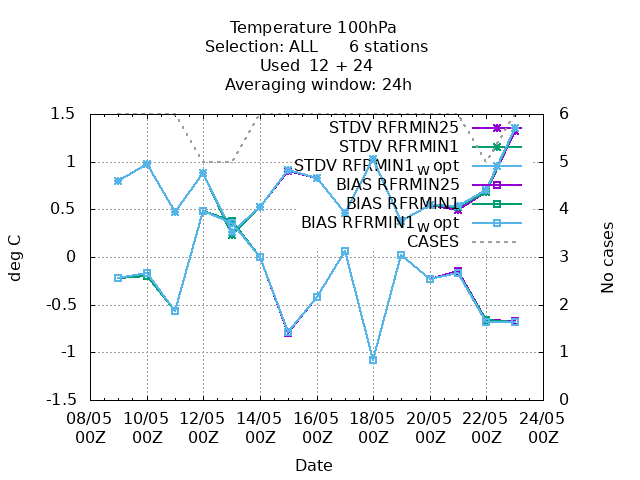 Temperature 100hPa
Selection: ALL 6 stations
Used 12 + 24
Averaging window: 24h
1.5
1
0.5
0
-0.5
-1
-1.5
deg C
6
5
4
3
2
1
0
No cases
STDV RFRMIN25
STDV RFRMIN1
STDV RFRMIN1_w opt
BIAS RFRMIN25
BIAS RFRMIN1
BIAS RFRMIN1_w opt
CASES
08/05 10/05 12/05 14/05 16/05 18/05 20/05 22/05 24/05
00Z 00Z 00Z 00Z 00Z 00Z 00Z 00Z 00Z
Date